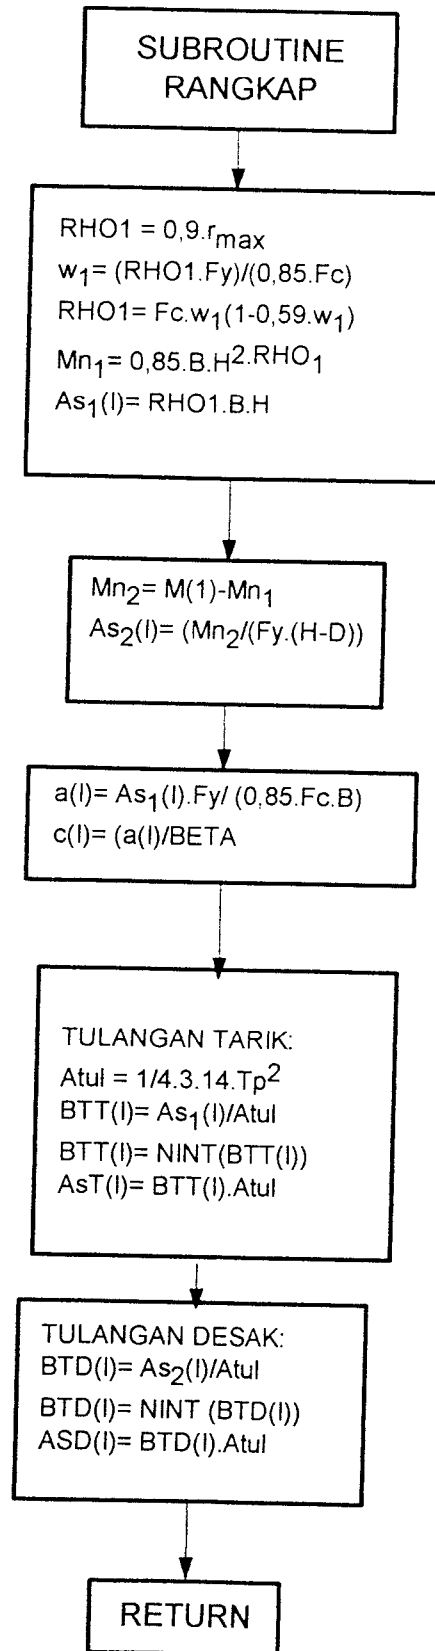 SUBROUTINE
RANGKAP
RHO1 = 0,9.rmax
w1= (RHO1.Fy)/(0,85.Fc)
RHO1= Fc.w1(1-0,59.w1)
Mn1= 0,85.B.H2.RHO1
As1(I)= RHO1.B.H
Mn2= M(1)-Mn1
As2(I)= (Mn2/(Fy.(H-D))
a(I)= As1(I).Fy/ (0,85.Fc.B)
c(I)= (a(I)/BETA
TULANGAN TARIK:
Atul = 1/4.3.14.Tp2
BTT(I)= As1(I)/Atul
BTT(I)= NINT(BTT(I))
AsT(I)= BTT(I).Atul
TULANGAN DESAK:
BTD(I)= As2(I)/Atul
BTD(I)= NINT (BTD(I))
ASD(I)= BTD(I).Atul
RETURN